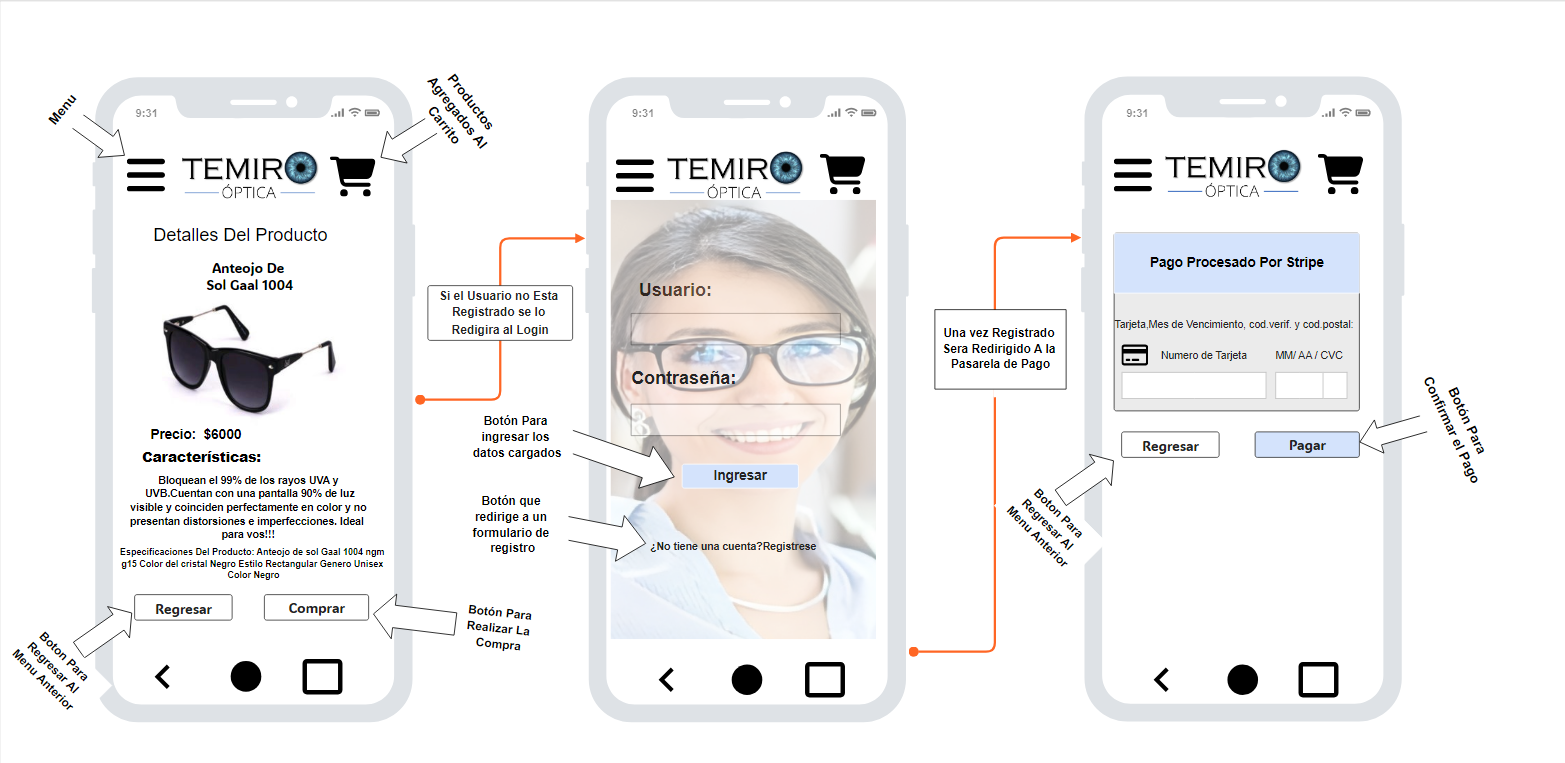 Menu
Productos
Agregados Al
Carrito
9:31
TEMIRO
ÓPTICA
Detalles Del Producto
Anteojo De
Sol Gaal 1004
Precio:  $6000
Características:
Bloquean el 99% de los rayos UVA y
UVB.Cuentan con una pantalla 90% de luz
visible y coinciden perfectamente en color y no
presentan distorsiones e imperfecciones. Ideal
para vos!!!
Especificaciones Del Producto: Anteojo de sol Gaal 1004 ngm
g15 Color del cristal Negro Estilo Rectangular Genero Unisex
Color Negro
Regresar
Comprar
Boton Para
Regresar Al
Menu Anterior
Botón Para
Realizar La
Compra
Si el Usuario no Esta
Registrado se lo
Redigira al Login
9:31
TEMIRO
ÓPTICA
Usuario:
Contraseña:
Botón Para
ingresar los
datos cargados
Ingresar
Botón que
redirige a un
formulario de
registro
¿No tiene una cuenta?Registrese
Una vez Registrado
Sera Redirigido A la
Pasarela de Pago
9:31
TEMIRO
ÓPTICA
Pago Procesado Por Stripe
Tarjeta,Mes de Vencimiento, cod.verif. y cod.postal:
Numero de Tarjeta
MM/ AA / CVC
Regresar
Pagar
Botón Para
Confirmar el Pago
Boton Para
Regresar Al
Menu Anterior